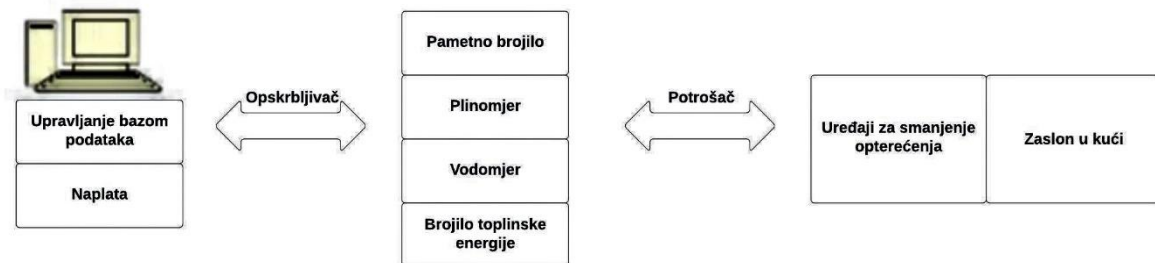 Upravljanje bazom
podataka
Naplata
Opskrbljivač
Pametno brojilo
Plinomjer
Vodomjer
Brojilo toplinske
energije
Potrošač
Uređaji za smanjenje
opterećenja
Zaslon u kući